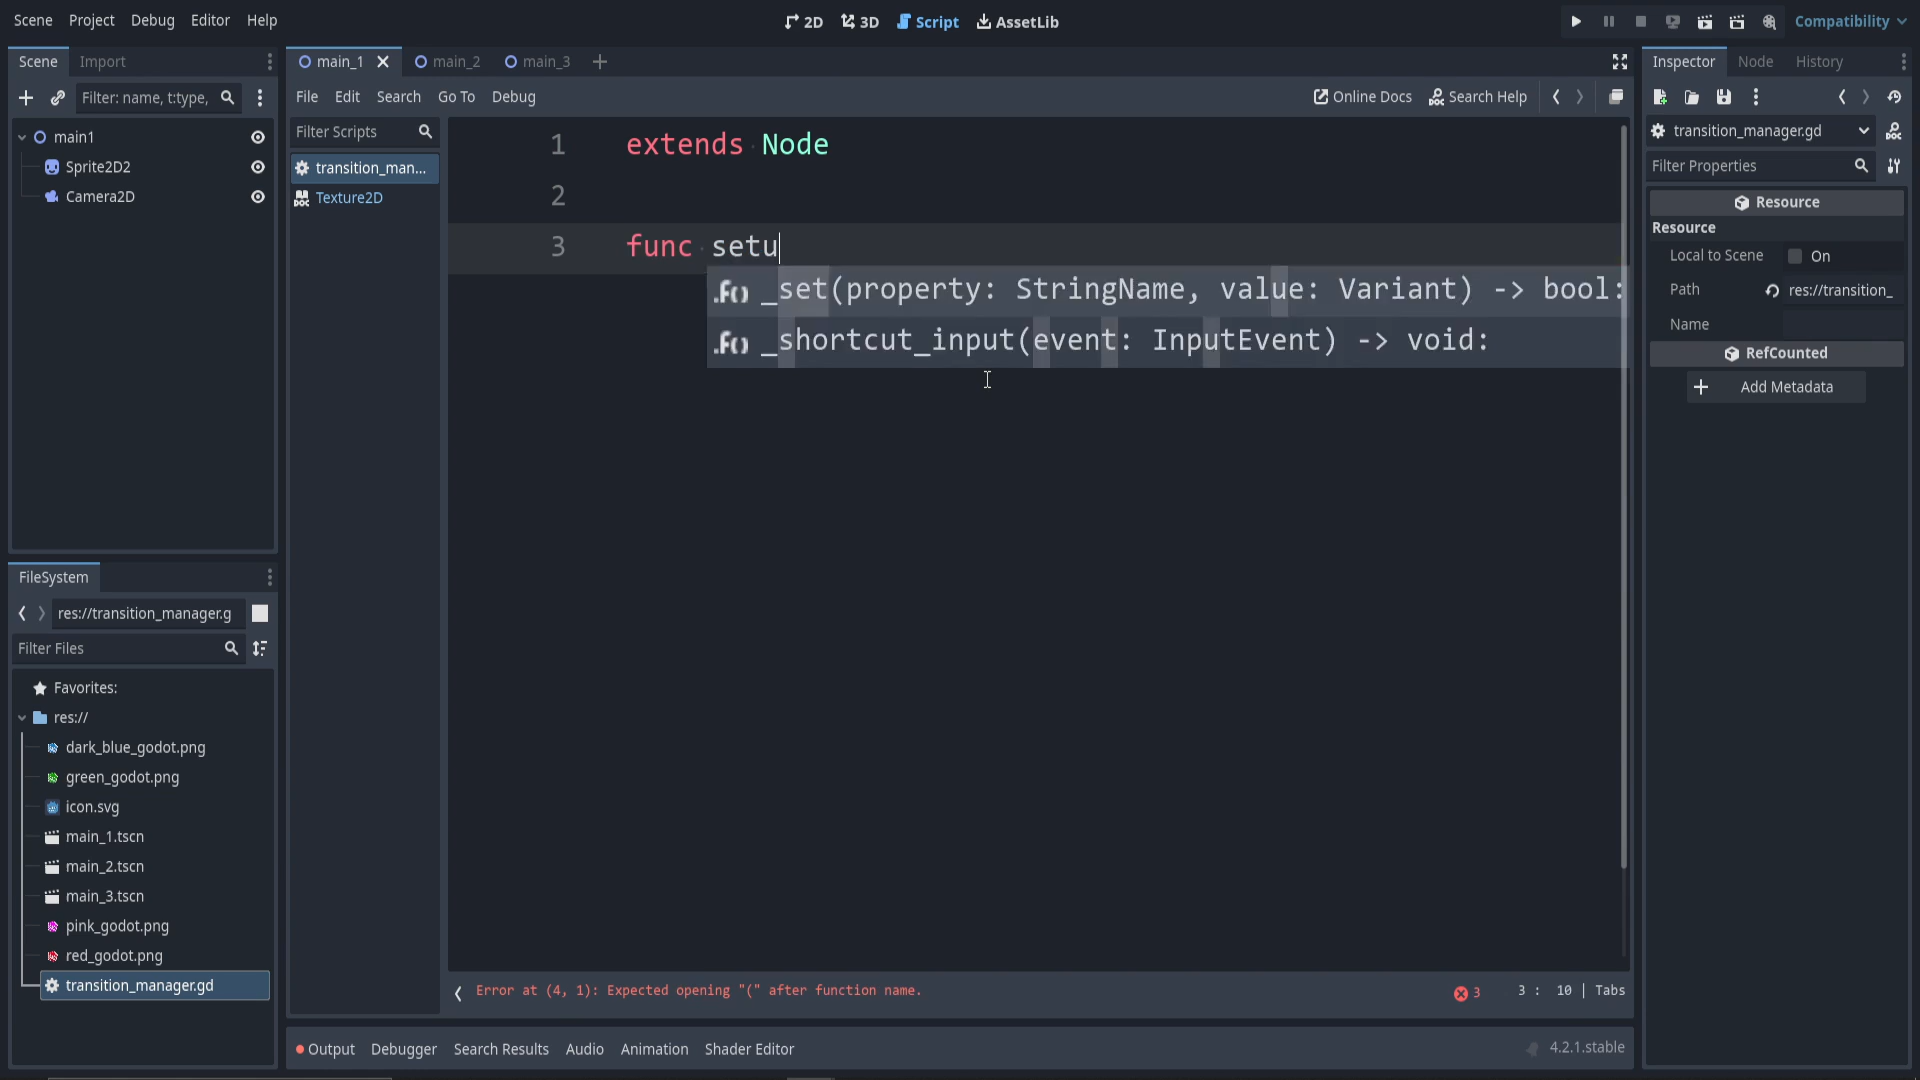 Scene Project Debug Editor Help
2D 3D Script AssetLib
Compatibility
Scene Import
Filter: name, t:type,
main1
Sprite2D2
Camera2D
FileSystem
res://transition_manager.g
Filter Files
Favorites:
res://
dark_blue_godot.png
green_godot.png
icon.svg
main_1.tscn
main_2.tscn
main_3.tscn
pink_godot.png
red_godot.png
transition_manager.gd
main_1 main_2 main_3
File Edit Search Go To Debug
Online Docs Search Help
Filter Scripts
transition_man...
Texture2D
1 extends Node
2
3 func setu
_set(property: StringName, value: Variant) -> bool:
_shortcut_input(event: InputEvent) -> void:
Error at (4, 1): Expected opening "(" after function name.
3 3 : 10 | Tabs
Output Debugger Search Results Audio Animation Shader Editor
4.2.1.stable
Inspector Node History
transition_manager.gd
Filter Properties
Resource
Resource
Local to Scene On
Path res://transition_
Name
RefCounted
Add Metadata